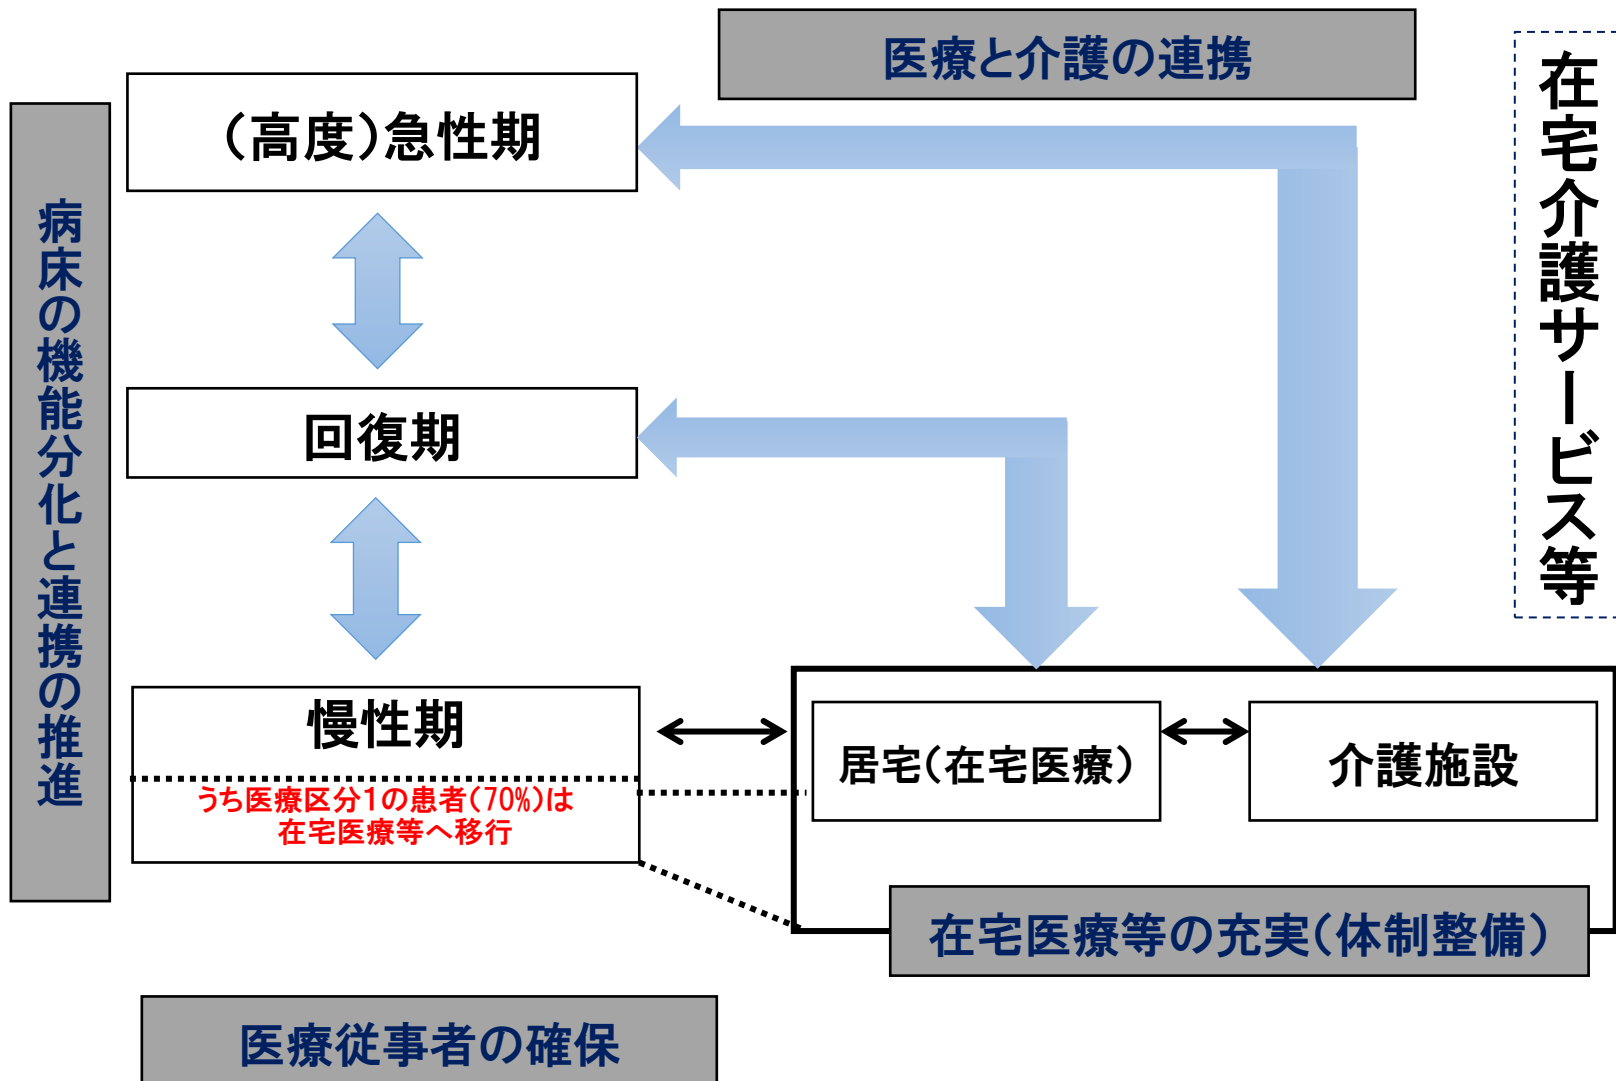 医療と介護の連携
在宅介護サービス等
(高度)急性期
病床の機能分化と連携の推進
回復期
慢性期
うち医療区分1の患者(70%)は
在宅医療等へ移行
居宅(在宅医療)
介護施設
在宅医療等の充実(体制整備)
医療従事者の確保